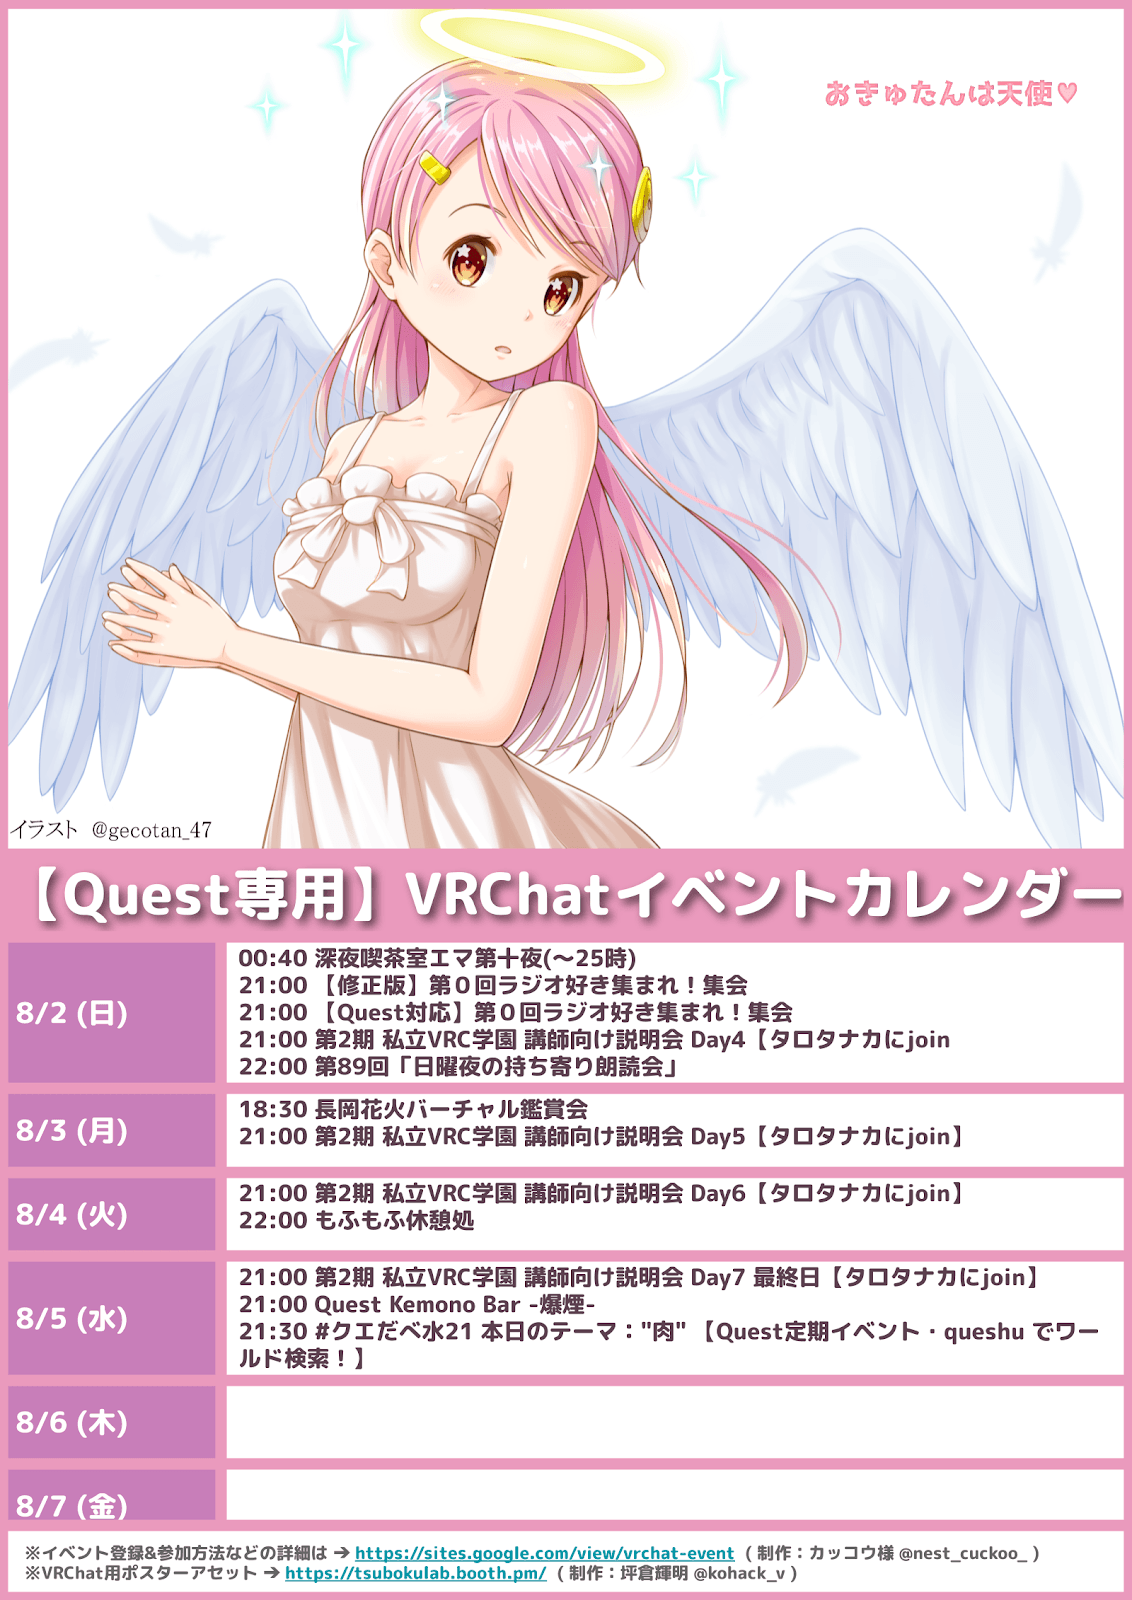 おきゅたんは天使♥
イラスト @gecotan_47
【Quest専用】VRChatイベントカレンダー
8/2 (日)
00:40 深夜喫茶室エマ第十夜(～25時)
21:00 【修正版】第０回ラジオ好き集まれ！集会
21:00 【Quest対応】第０回ラジオ好き集まれ！集会
21:00 第2期 私立VRC学園 講師向け説明会 Day4【タロタナカにjoin
22:00 第89回「日曜夜の持ち寄り朗読会」
8/3 (月)
18:30 長岡花火バーチャル鑑賞会
21:00 第2期 私立VRC学園 講師向け説明会 Day5【タロタナカにjoin】
8/4 (火)
21:00 第2期 私立VRC学園 講師向け説明会 Day6【タロタナカにjoin】
22:00 もふもふ休憩処
8/5 (水)
21:00 第2期 私立VRC学園 講師向け説明会 Day7 最終日【タロタナカにjoin】
21:00 Quest Kemono Bar -爆煙-
21:30 #クエだべ水21 本日のテーマ："肉" 【Quest定期イベント・queshu でワー
ルド検索！】
8/6 (木)
8/7 (金)
※イベント登録&参加方法などの詳細は → https://sites.google.com/view/vrchat-event ( 制作：カッコウ様 @nest_cuckoo_ )
※VRChat用ポスターアセット → https://tsubokulab.booth.pm/ ( 制作：坪倉輝明 @kohack_v )